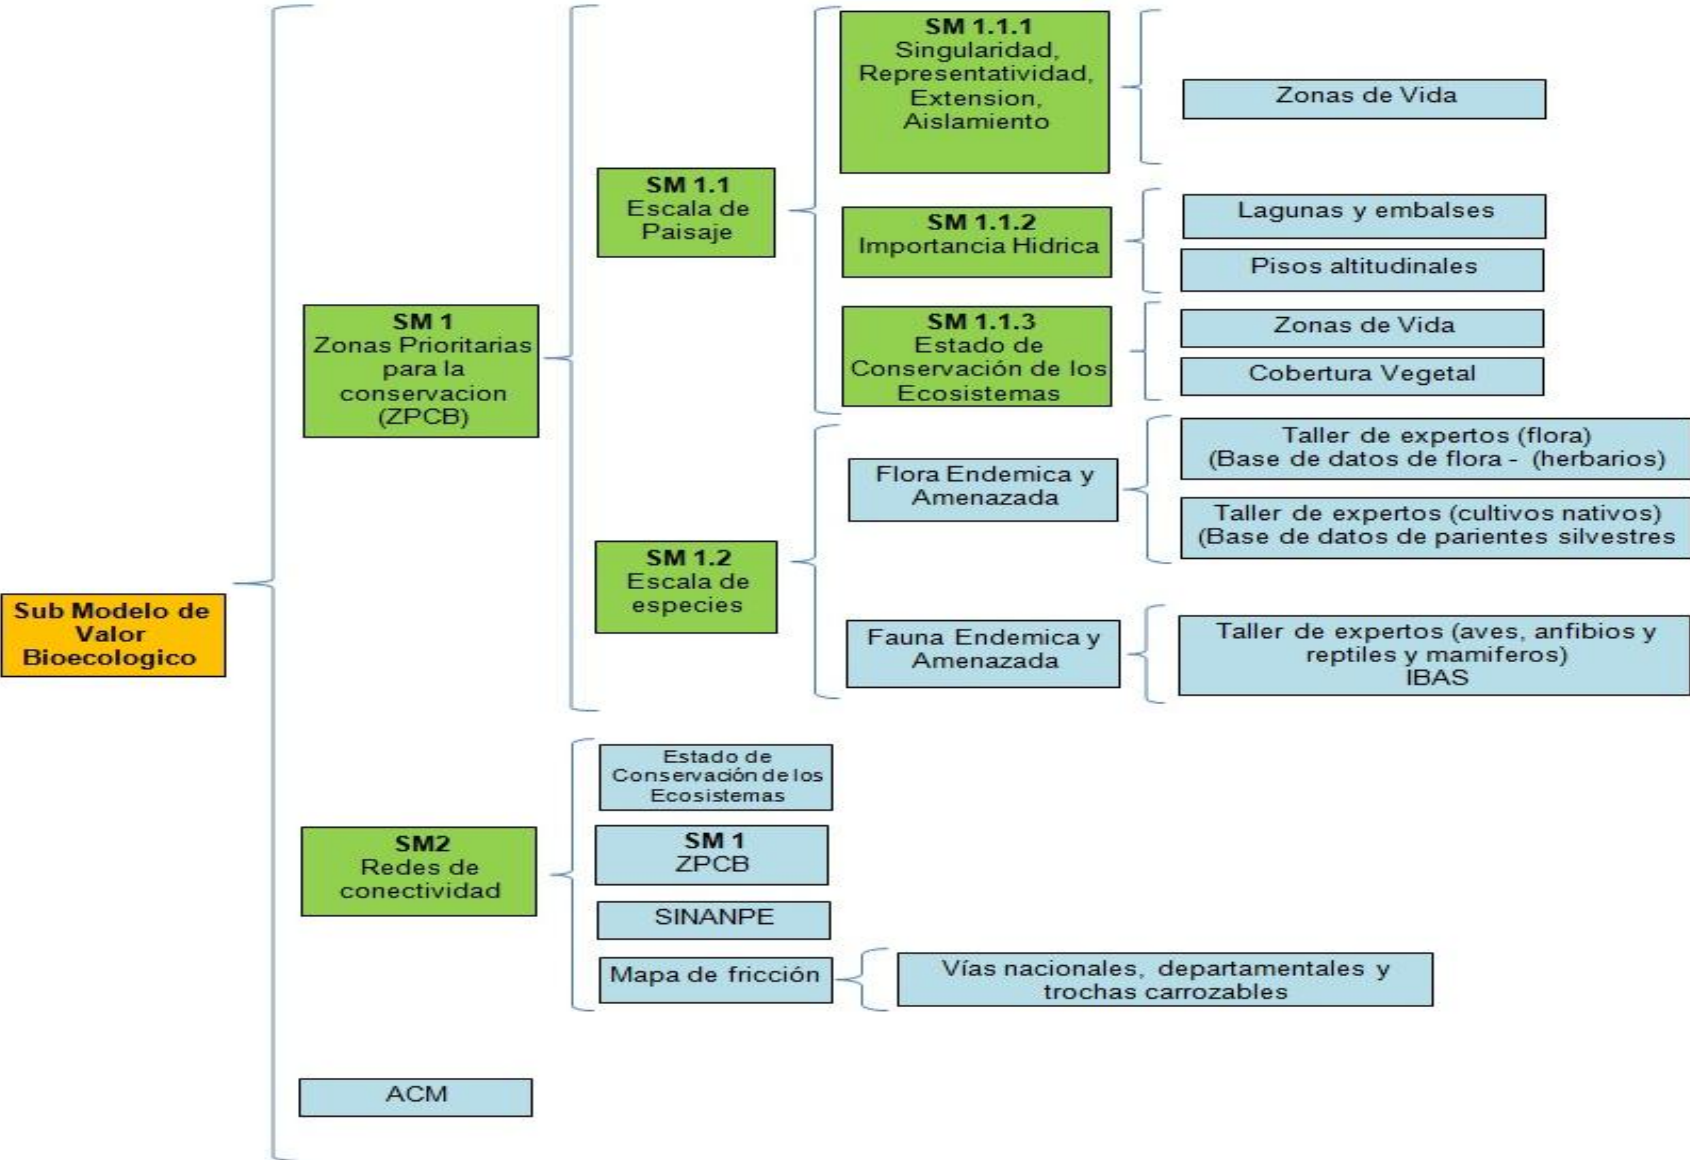 Sub Modelo de
Valor
Bioecologico
SM 1
Zonas Prioritarias
para la
conservacion
(ZPCB)
SM 1.1
Escala de
Paisaje
SM 1.1.1
Singularidad,
Representatividad,
Extension,
Aislamiento
Zonas de Vida
SM 1.1.2
Importancia Hidrica
Lagunas y embalses
Pisos altitudinales
SM 1.1.3
Estado de
Conservación de los
Ecosistemas
Zonas de Vida
Cobertura Vegetal
SM 1.2
Escala de
especies
Flora Endemica y
Amenazada
Taller de expertos (flora)
(Base de datos de flora - (herbarios)
Taller de expertos (cultivos nativos)
(Base de datos de parientes silvestres
Fauna Endemica y
Amenazada
Taller de expertos (aves, anfibios y
reptiles y mamiferos)
IBAS
SM2
Redes de
conectividad
Estado de
Conservación de los
Ecosistemas
SM 1
ZPCB
SINANPE
Mapa de fricción
Vías nacionales, departamentales y
trochas carrozables
ACM